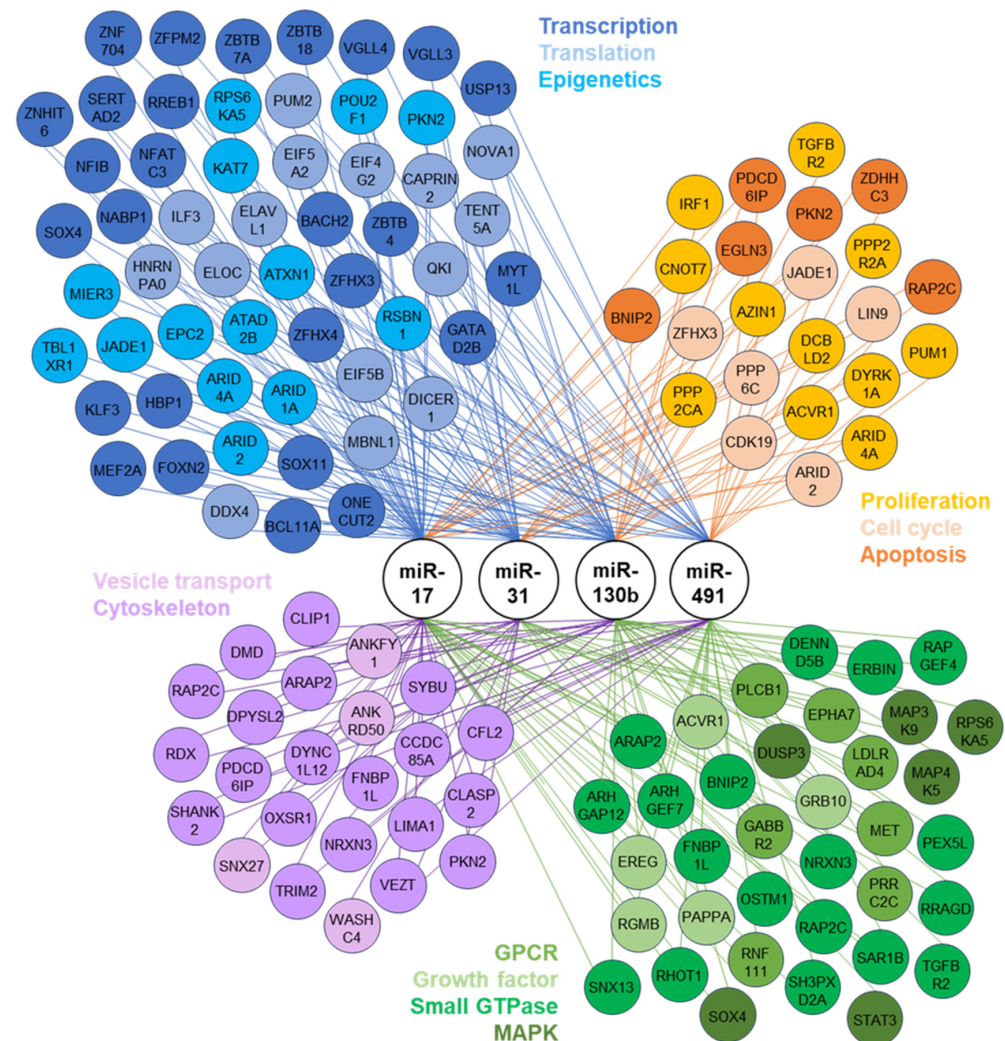 Transcription
Translation
Epigenetics
ZNF
704
ZFPM2
ZBTB
7A
ZBTB
18
VGLL4
VGLL3
USP13
ZNHIT
6
SERT
AD2
RREB1
RPS6
KA5
PUM2
POU2
F1
PKN2
NOVA1
NFIB
NFAT
C3
KAT7
EIF5
A2
EIF4
G2
CAPRIN
2
TENT
5A
SOX4
NABP1
ILF3
ELAV
L1
BACH2
ZBTB
4
QKI
MYT
1L
MIER3
HNRN
PA0
ELOC
ATXN1
ZFHX3
RSBN
1
GATA
D2B
TBL1
XR1
JADE1
EPC2
ATAD
2B
ZFHX4
EIF5B
DICER
1
KLF3
HBP1
ARID
4A
ARID
1A
MBNL1
MEF2A
FOXN2
ARID
2
SOX11
DDX4
BCL11A
ONE
CUT2
TGFB
R2
IRF1
PDCD
6IP
ZDHH
C3
PKN2
CNOT7
EGLN3
JADE1
PPP2
R2A
BNIP2
ZFHX3
AZIN1
LIN9
RAP2C
DCB
LD2
PUM1
PPP
2CA
PPP
6C
DYRK
1A
ACVR1
CDK19
ARID
4A
ARID
2
Proliferation
Cell cycle
Apoptosis
miR-
17
miR-
31
miR-
130b
miR-
491
Vesicle transport
Cytoskeleton
CLIP1
DMD
ANKFY
1
RAP2C
ARAP2
SYBU
DPYSL2
ANK
RD50
CFL2
RDX
PDCD
6IP
DYNC
1L12
CCDC
85A
FNBP
1L
CLASP
2
SHANK
2
OXSR1
LIMA1
NRXN3
SNX27
PKN2
TRIM2
VEZT
WASH
C4
DENN
D5B
ERBIN
RAP
GEF4
PLCB1
ACVR1
EPHA7
MAP3
K9
RPS6
KA5
ARAP2
DUSP3
LDLR
AD4
MAP4
K5
BNIP2
ARH
GAP12
ARH
GEF7
GRB10
GABB
R2
MET
PEX5L
EREG
FNBP
1L
NRXN3
PRR
C2C
OSTM1
RRAGD
RGMB
PAPPA
RAP2C
SAR1B
TGFB
R2
RNF
111
SNX13
RHOT1
SH3PX
D2A
SOX4
STAT3
GPCR
Growth factor
Small GTPase
MAPK